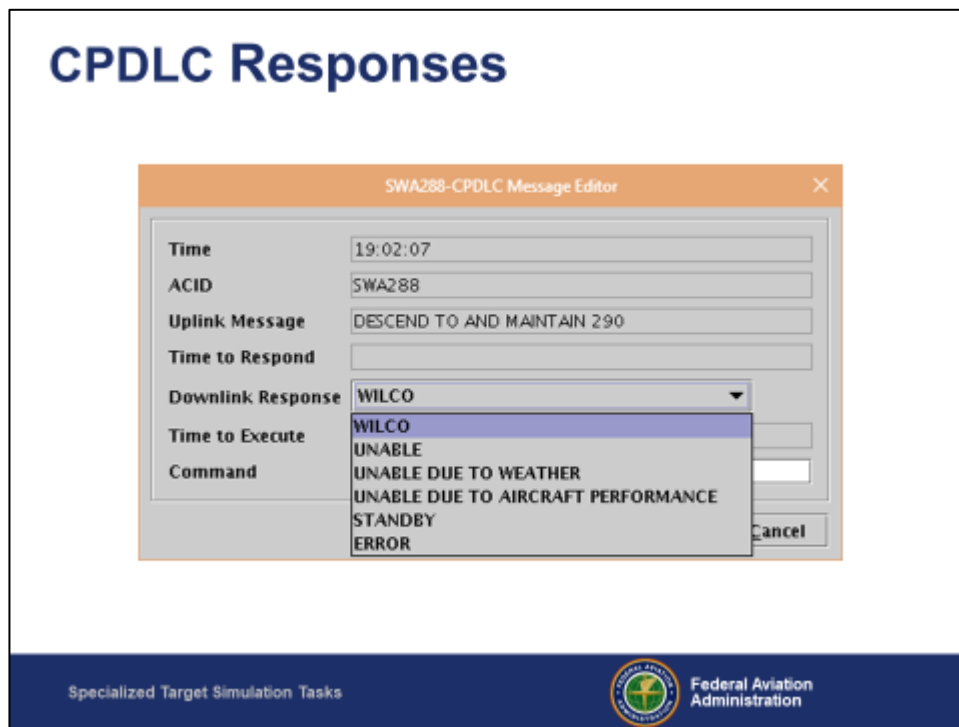 CPDLC Responses
SWA288-CPDLC Message Editor
Time 19:02:07
ACID SWA288
Uplink Message DESCEND TO AND MAINTAIN 290
Time to Respond
Downlink Response WILCO
WILCO
Time to Execute
UNABLE
Command
UNABLE DUE TO WEATHER
UNABLE DUE TO AIRCRAFT PERFORMANCE
STANDBY
ERROR
Cancel
Specialized Target Simulation Tasks
Federal Aviation
Administration